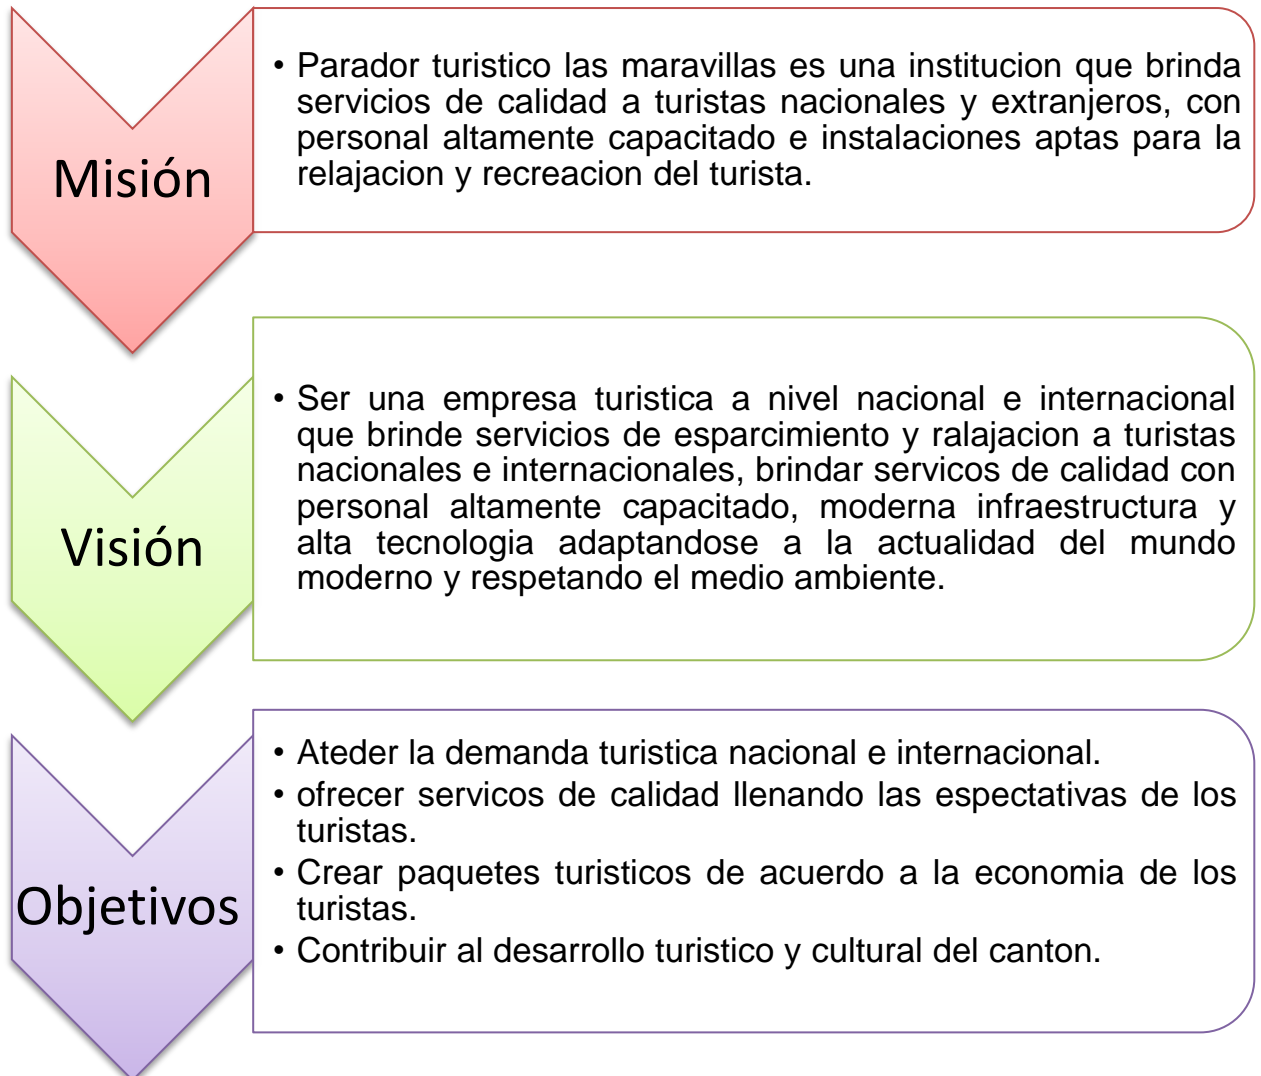 Misión
• Parador turistico las maravillas es una institucion que brinda
servicios de calidad a turistas nacionales y extranjeros, con
personal altamente capacitado e instalaciones aptas para la
relajacion y recreacion del turista.
Visión
• Ser una empresa turistica a nivel nacional e internacional
que brinde servicios de esparcimiento y ralajacion a turistas
nacionales e internacionales, brindar servicos de calidad con
personal altamente capacitado, moderna infraestructura y
alta tecnologia adaptandose a la actualidad del mundo
moderno y respetando el medio ambiente.
Objetivos
• Ateder la demanda turistica nacional e internacional.
• ofrecer servicos de calidad llenando las espectativas de los
turistas.
• Crear paquetes turisticos de acuerdo a la economia de los
turistas.
• Contribuir al desarrollo turistico y cultural del canton.